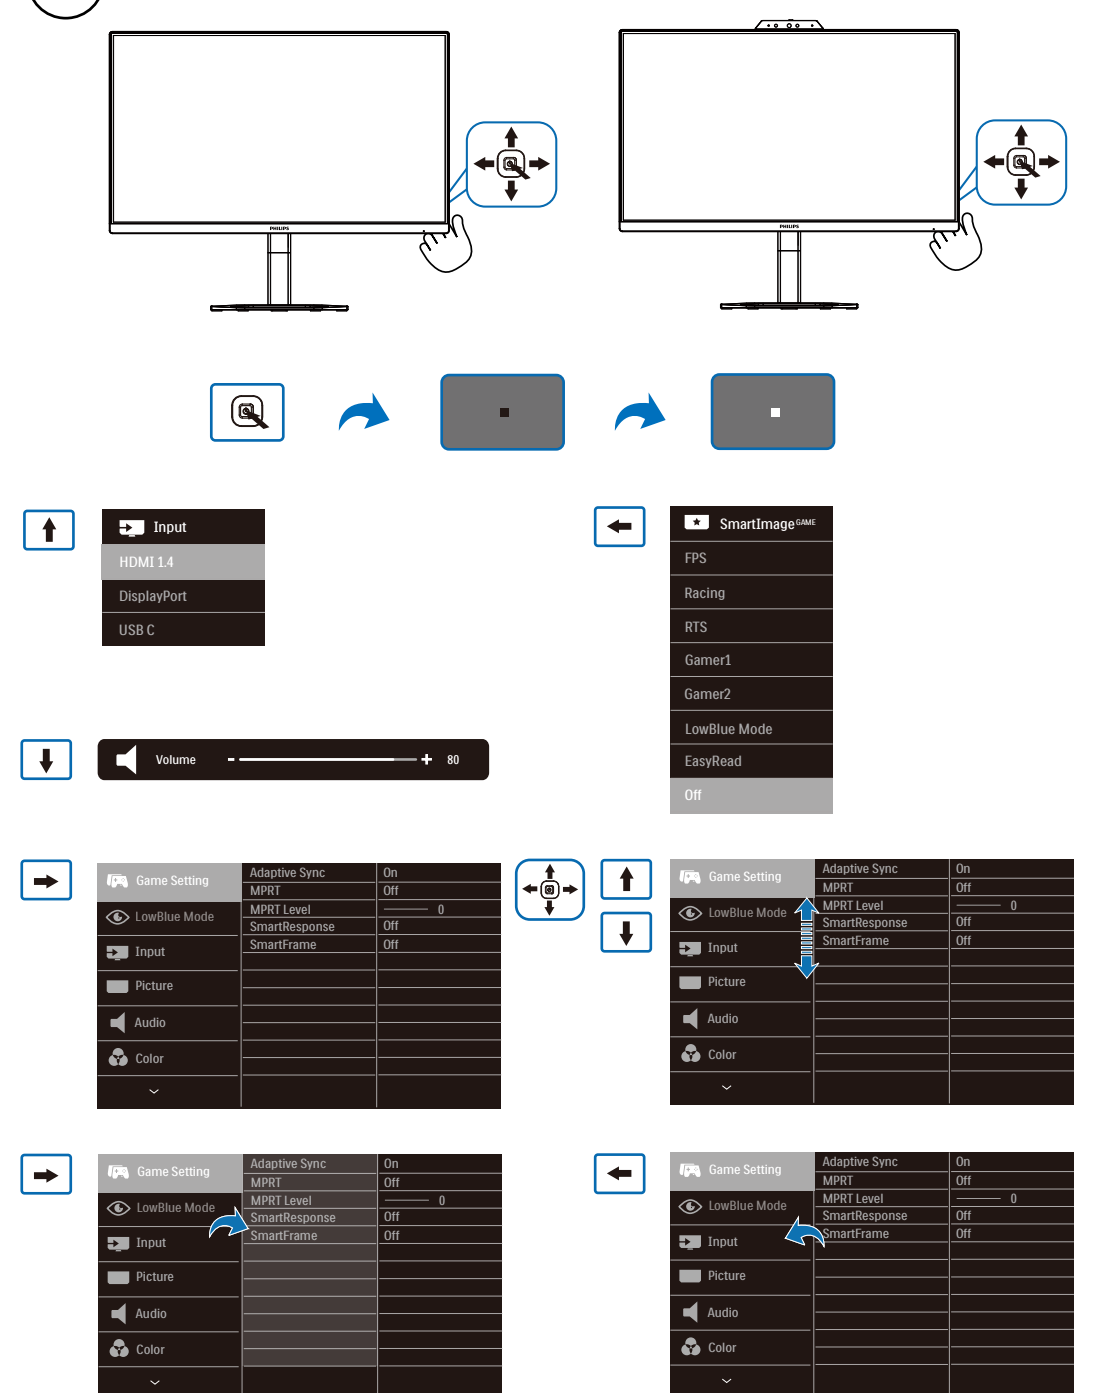 PHILIPS
PHILIPS
Input
HDMI 1.4
DisplayPort
USB C
SmartImage GAME
FPS
Racing
RTS
Gamer1
Gamer2
LowBlue Mode
EasyRead
Off
Volume - + 80
Game Setting
LowBlue Mode
Input
Picture
Audio
Color
Adaptive Sync On
MPRT Off
MPRT Level 0
SmartResponse Off
SmartFrame Off
Game Setting
LowBlue Mode
Input
Picture
Audio
Color
Adaptive Sync On
MPRT Off
MPRT Level 0
SmartResponse Off
SmartFrame Off
Game Setting
LowBlue Mode
Input
Picture
Audio
Color
Adaptive Sync On
MPRT Off
MPRT Level 0
SmartResponse Off
SmartFrame Off
Game Setting
LowBlue Mode
Input
Picture
Audio
Color
Adaptive Sync On
MPRT Off
MPRT Level 0
SmartResponse Off
SmartFrame Off